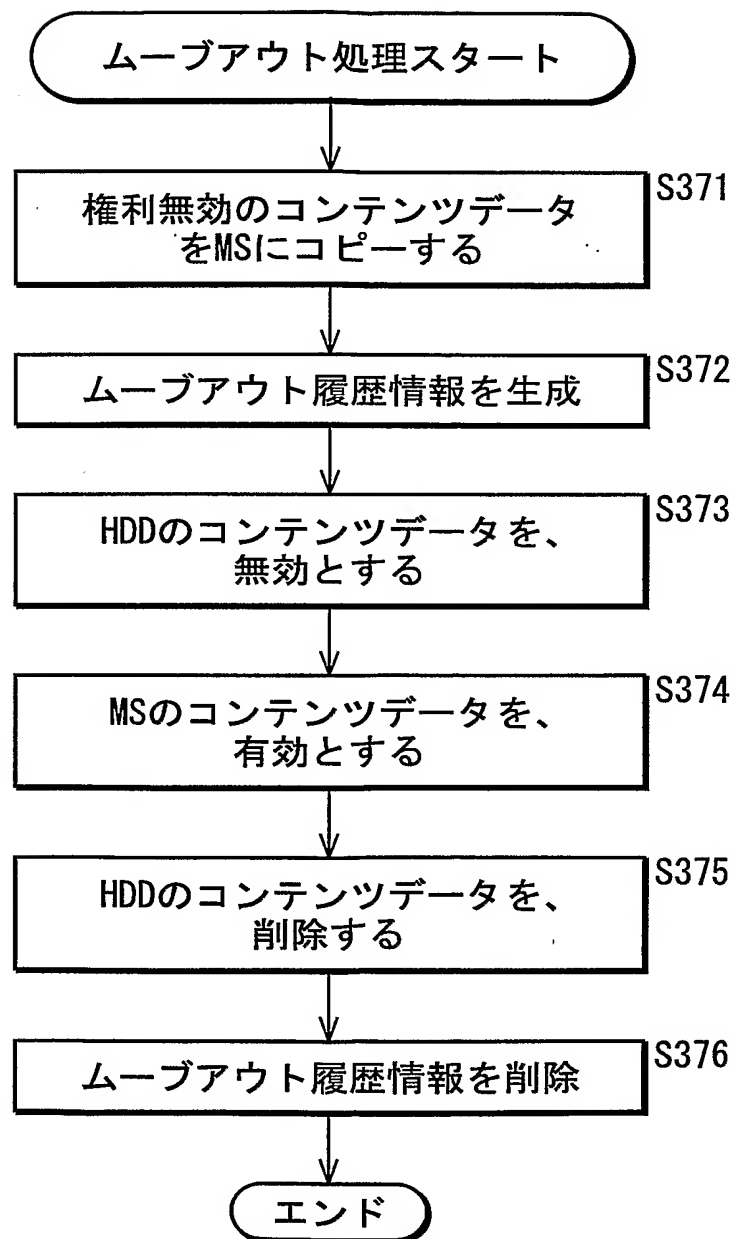 ムーブアウト処理スタート
S371
権利無効のコンテンツデータ
をMSにコピーする
S372
ムーブアウト履歴情報を生成
S373
HDDのコンテンツデータを、
無効とする
S374
MSのコンテンツデータを、
有効とする
S375
HDDのコンテンツデータを、
削除する
S376
ムーブアウト履歴情報を削除
エンド